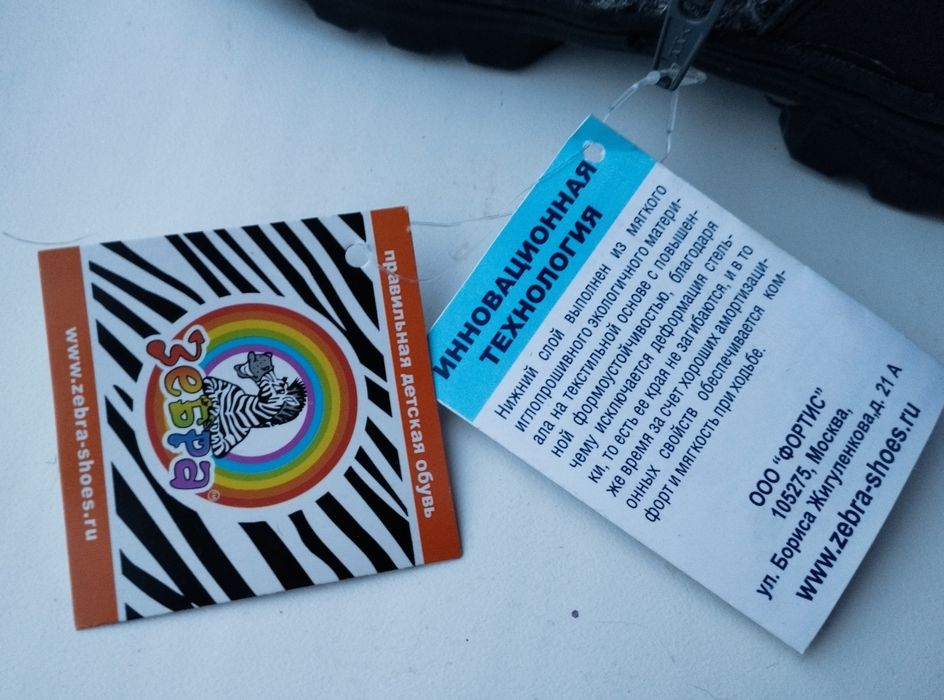 правильная детская обувь
зебра
www.zebra-shoes.ru
ИННОВАЦИОННАЯ
ТЕХНОЛОГИЯ
Нижний слой выполнен из мягкого
иглопрошивного экологичного матери-
ала на текстильной основе с повышен-
ной формоустойчивостью, благодаря
чему исключается деформация стель-
ки, то есть ее края не загибаются, и в то
же время за счет хороших амортизаци-
онных свойств обеспечивается ком-
форт и мягкость при ходьбе.
ООО "ФОРТИС"
105275, Москва,
ул. Бориса Жигуленкова,д. 21 А
www.zebra-shoes.ru